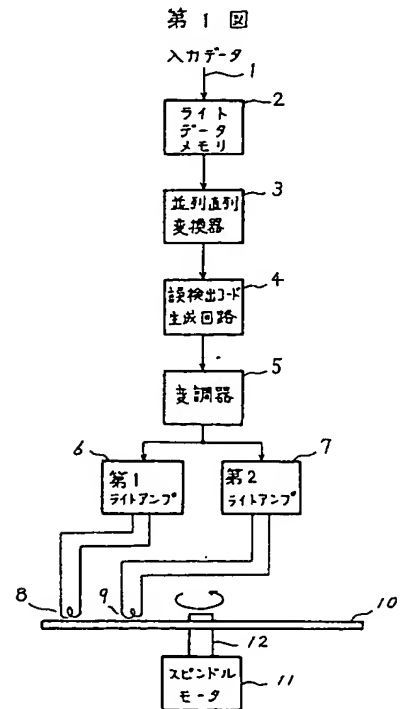 第1図
入力データ
1
2
ライト
データ
メモリ
3
並列直列
変換器
4
誤検出コード
生成回路
5
変調器
6
7
第1
ライトアンプ
第2
ライトアンプ
8
9
10
12
スピンドル
モータ
11